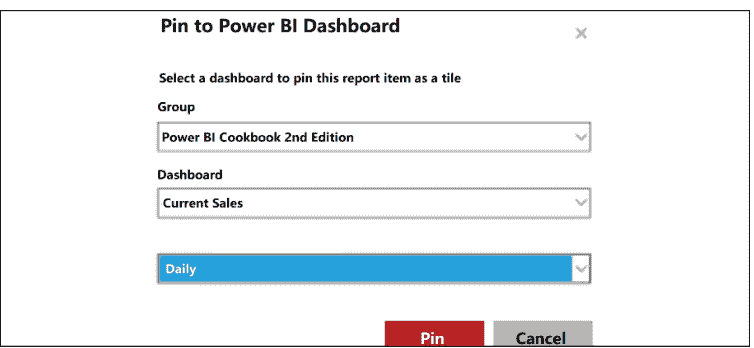 Pin to Power BI Dashboard
Select a dashboard to pin this report item as a tile
Group
Power BI Cookbook 2nd Edition
Dashboard
Current Sales
Daily
Pin Cancel